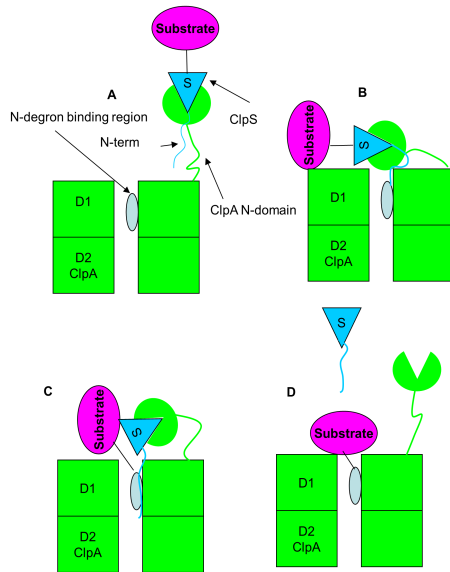 Substrate
S
A
ClpS
N-degron binding region
N-term
ClpA N-domain
D1
D2
ClpA
B
Substrate
S
D1
D2
ClpA
C
Substrate
S
D1
D2
ClpA
S
D
Substrate
D1
D2
ClpA